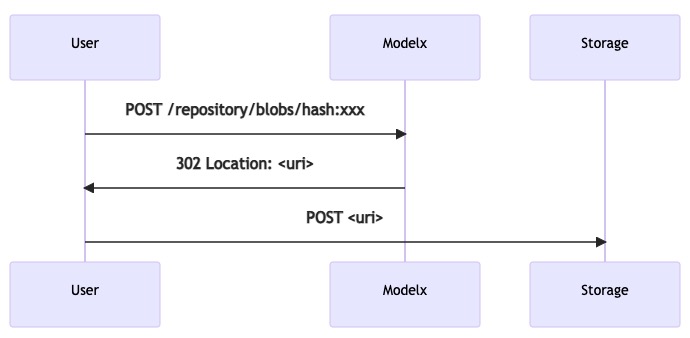 User Modelx Storage
POST /repository/blobs/hash:xxx
302 Location: <uri>
POST <uri>
User Modelx Storage